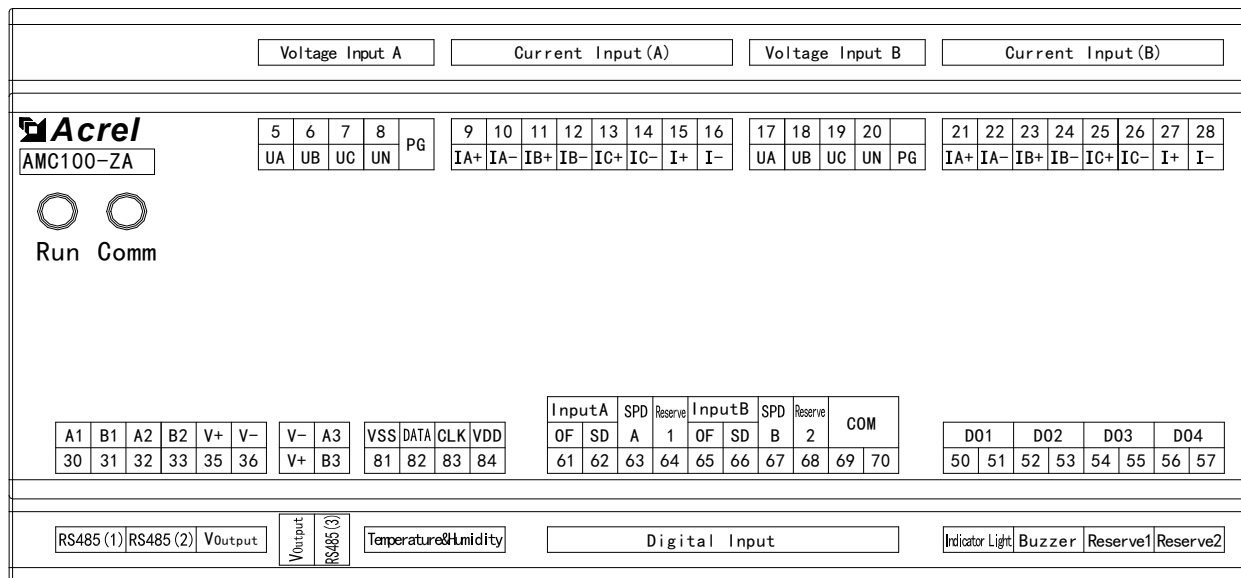 Voltage Input A Current Input(A) Voltage Input B Current Input(B)
Acrel
AMC100-ZA
5 6 7 8 PG 9 10 11 12 13 14 15 16 17 18 19 20 21 22 23 24 25 26 27 28
UA UB UC UN IA+ IA- IB+ IB- IC+ IC- I+ I- UA UB UC UN PG IA+ IA- IB+ IB- IC+ IC- I+ I-
Run Comm
InputA SPD Reserve InputB SPD Reserve COM
A1 B1 A2 B2 V+ V- V- A3 VSS DATA CLK VDD OF SD A 1 OF SD B 2 DO1 DO2 DO3 DO4
30 31 32 33 35 36 V+ B3 81 82 83 84 61 62 63 64 65 66 67 68 69 70 50 51 52 53 54 55 56 57
RS485(1) RS485(2) VOutput VOutput RS485(3) Temperature&Humidity Digital Input Indicator Light Buzzer Reserve1 Reserve2